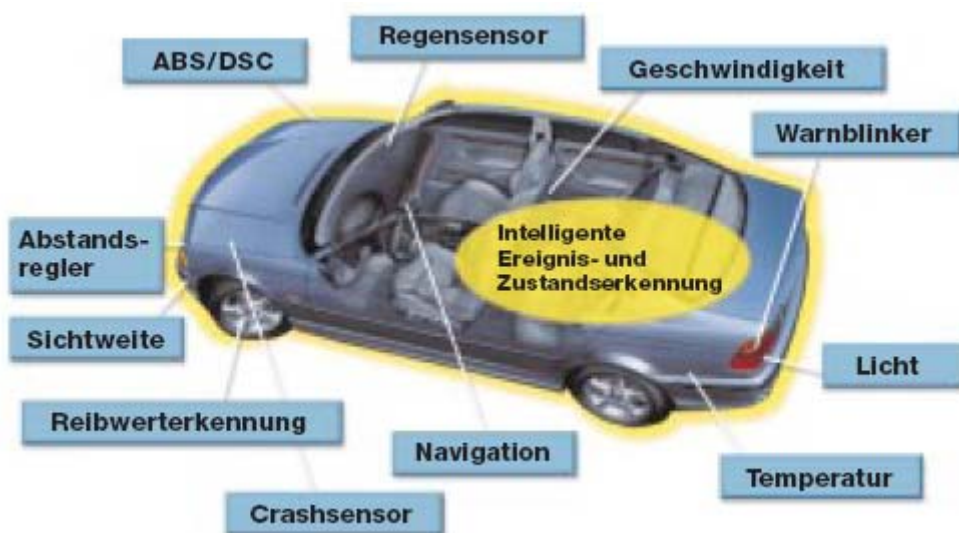 Regensensor
ABS/DSC
Geschwindigkeit
Warnblinker
Abstands-
regler
Intelligente
Ereignis- und
Zustandserkennung
Sichtweite
Licht
Reibwerterkennung
Navigation
Temperatur
Crashsensor